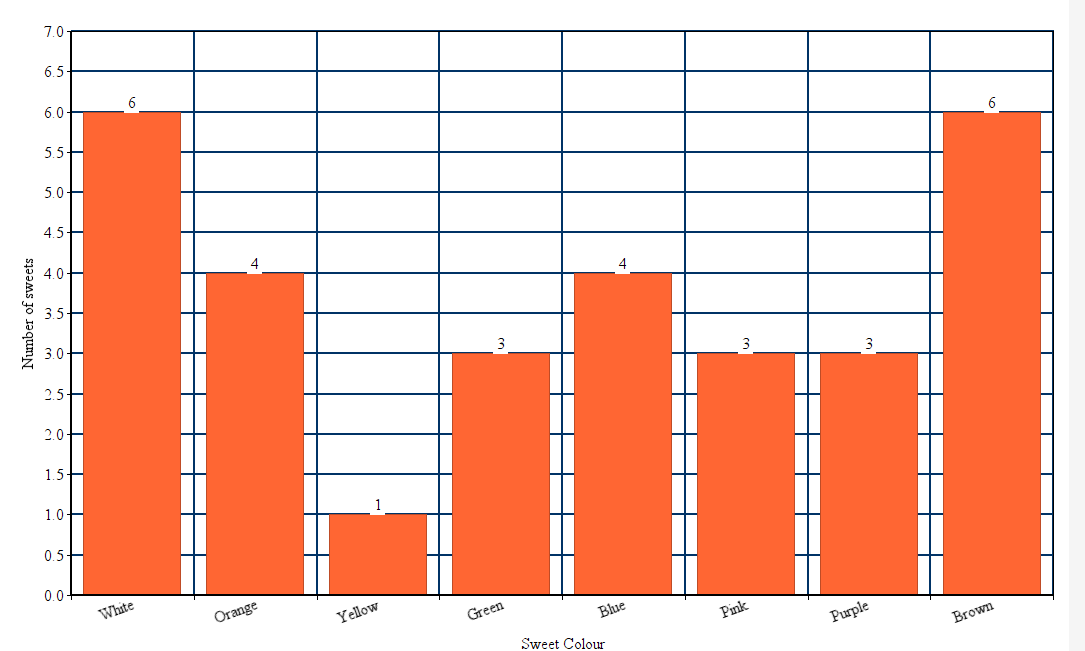 7.0
6.5
6.0
5.5
5.0
4.5
4.0
3.5
3.0
2.5
2.0
1.5
1.0
0.5
0.0
Number of sweets
6
4
1
3
4
3
3
6
White
Orange
Yellow
Green
Blue
Pink
Purple
Brown
Sweet Colour